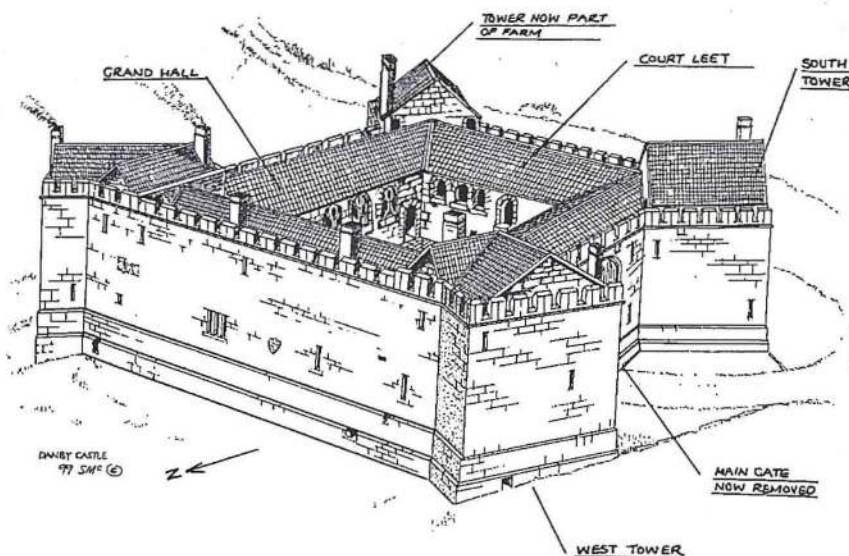 TOWER NOW PART
OF FARM
GRAND HALL
COURT LEET
SOUTH
TOWER
DANBY CASTLE
99 SMC ©
N
MAIN GATE
NOW REMOVED
WEST TOWER